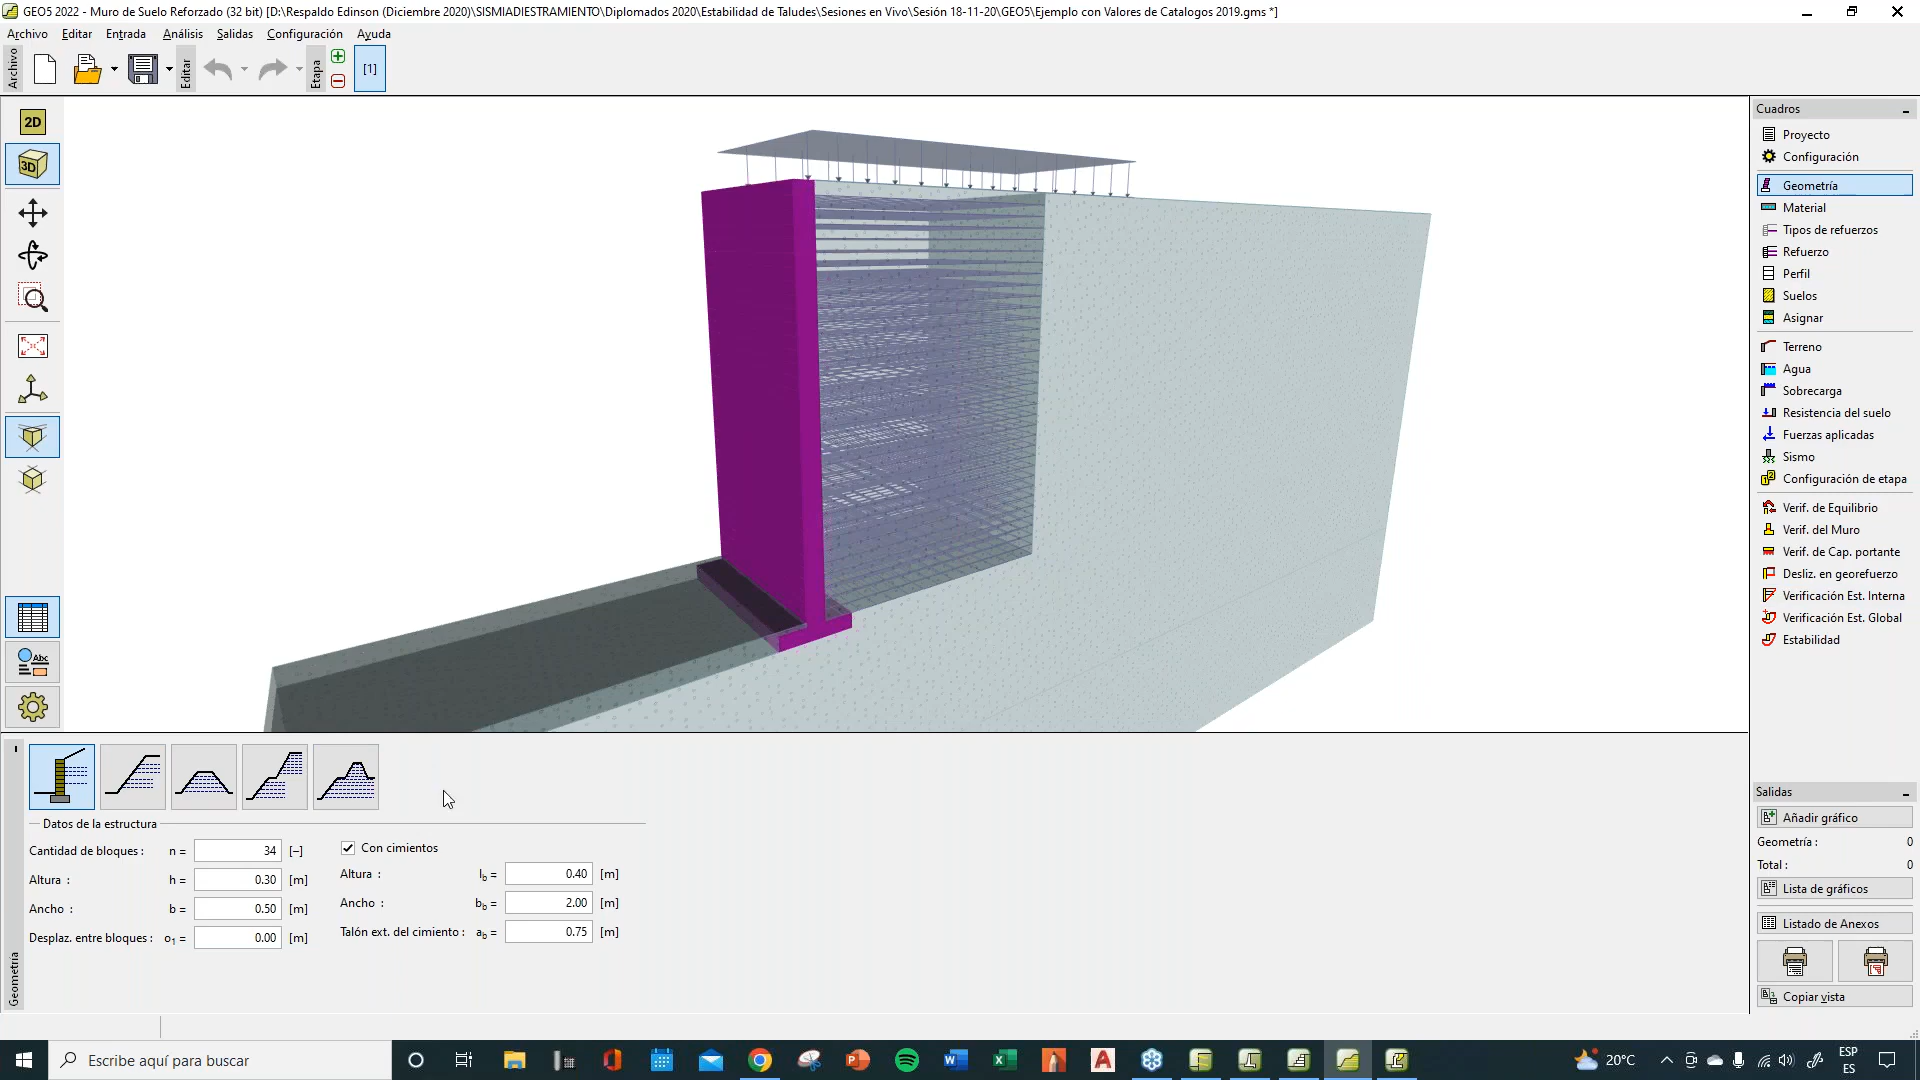 GEO5 2022 - Muro de Suelo Reforzado (32 bit) [D:\Respaldo Edinson (Diciembre 2020)\SISMIADIESTRAMIENTO\Diplomados 2020\Estabilidad de Taludes\Sesiones en Vivo\Sesión 18-11-20\GEO5\Ejemplo con Valores de Catalogos 2019.gms *]
Archivo Editar Entrada Análisis Salidas Configuración Ayuda
Archivo
Editar
Etapa
[1]
2D
3D
Abc
Cuadros
Proyecto
Configuración
Geometría
Material
Tipos de refuerzos
Refuerzo
Perfil
Suelos
Asignar
Terreno
Agua
Sobrecarga
Resistencia del suelo
Fuerzas aplicadas
Sismo
Configuración de etapa
Verif. de Equilibrio
Verif. del Muro
Verif. de Cap. portante
Desliz. en georefuerzo
Verificación Est. Interna
Verificación Est. Global
Estabilidad
Geometría
Datos de la estructura
Cantidad de bloques : n = 34 [–]
Altura : h = 0.30 [m]
Ancho : b = 0.50 [m]
Desplaz. entre bloques : o1 = 0.00 [m]
Con cimientos
Altura : lb = 0.40 [m]
Ancho : bb = 2.00 [m]
Talón ext. del cimiento : ab = 0.75 [m]
Salidas
Añadir gráfico
Geometría : 0
Total : 0
Lista de gráficos
Listado de Anexos
Copiar vista
Escribe aquí para buscar
20°C
ESP
ES